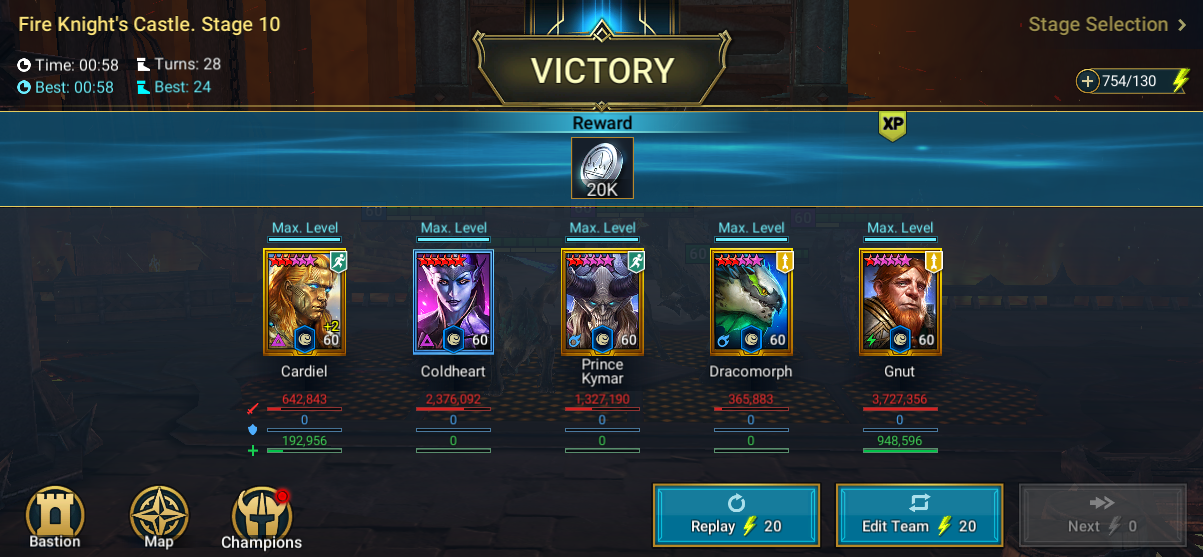 Fire Knight's Castle. Stage 10
Stage Selection
Time: 00:58 Turns: 28
Best: 00:58 Best: 24
VICTORY
754/130
Reward
XP
20K
Max. Level Max. Level Max. Level Max. Level Max. Level
+2
60 60 60 60 60
Cardiel Coldheart Prince Kymar Dracomorph Gnut
642,843 2,376,092 1,327,190 365,883 3,727,356
0 0 0 0 0
192,956 0 0 0 948,596
Replay 20 Edit Team 20 Next 0
Bastion Map Champions